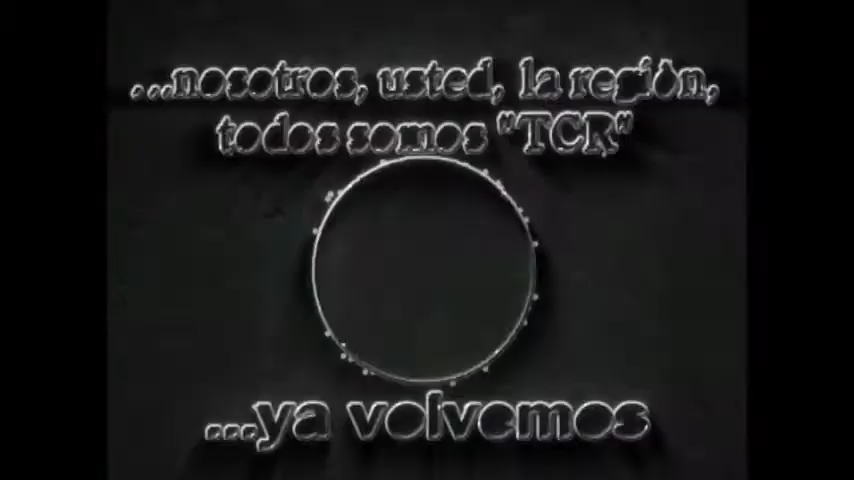 ...nosotros, usted, la región,
todos somos "TCR"
...ya volvemos